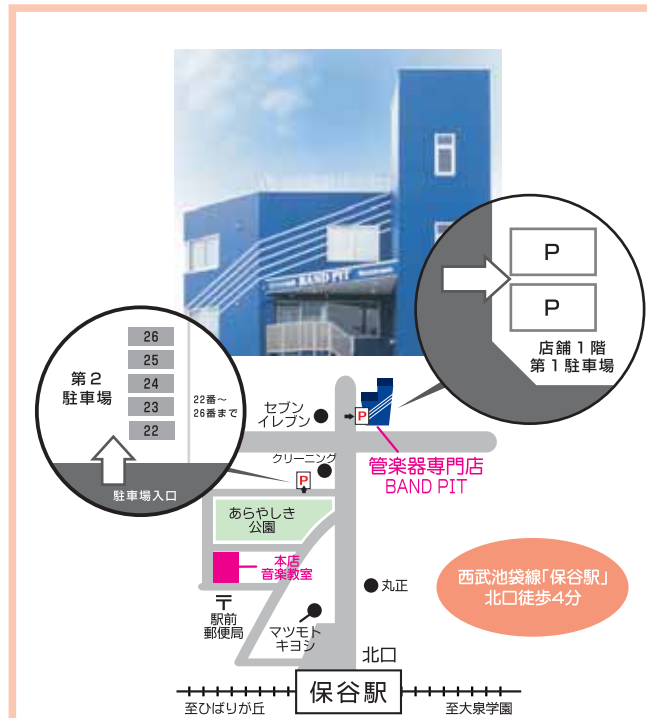 BAND PIT
P
P
店舗1階
第1駐車場
26
25
24
23
22
第2
駐車場
22番〜
26番まで
駐車場入口
セブン
イレブン
P
管楽器専門店
BAND PIT
クリーニング
P
あらやしき
公園
本店
音楽教室
〒
駅前
郵便局
マツモト
キヨシ
丸正
西武池袋線「保谷駅」
北口徒歩4分
北口
保谷駅
至ひばりが丘
至大泉学園